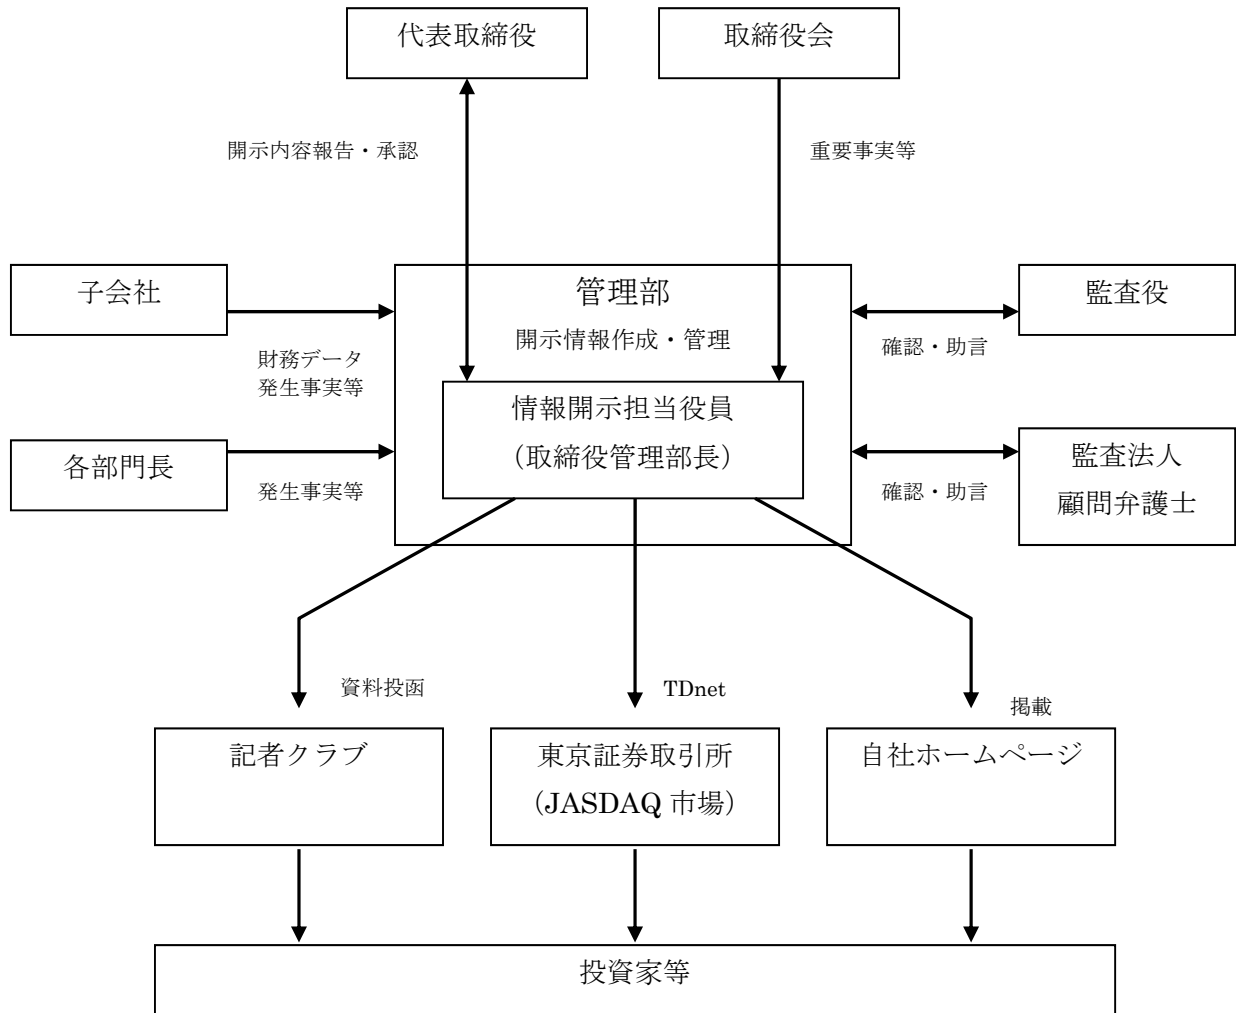 代表取締役
取締役会
開示内容報告・承認
重要事実等
子会社
管理部
監査役
開示情報作成・管理
確認・助言
財務データ
発生事実等
情報開示担当役員
(取締役管理部長)
各部門長
監査法人
顧問弁護士
発生事実等
確認・助言
資料投函
TDnet
掲載
記者クラブ
東京証券取引所
(JASDAQ 市場)
自社ホームページ
投資家等